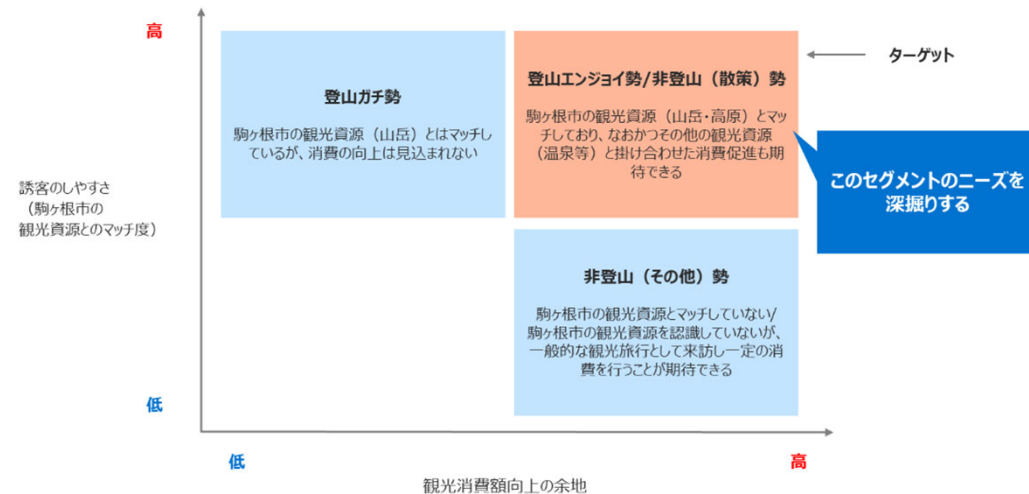 高
登山ガチ勢
駒ヶ根市の観光資源（山岳）とはマッチし
ているが、消費の向上は見込まれない
登山エンジョイ勢/非登山（散策）勢
駒ヶ根市の観光資源（山岳・高原）とマッ
チしており、なおかつその他の観光資源
（温泉等）と掛け合わせた消費促進も期
待できる
ターゲット
このセグメントのニーズを
深掘りする
誘客のしやすさ
（駒ヶ根市の
観光資源とのマッチ度）
非登山（その他）勢
駒ヶ根市の観光資源とマッチしていない/
駒ヶ根市の観光資源を認識していないが、
一般的な観光旅行として来訪し一定の消
費を行うことが期待できる
低
低
高
観光消費額向上の余地